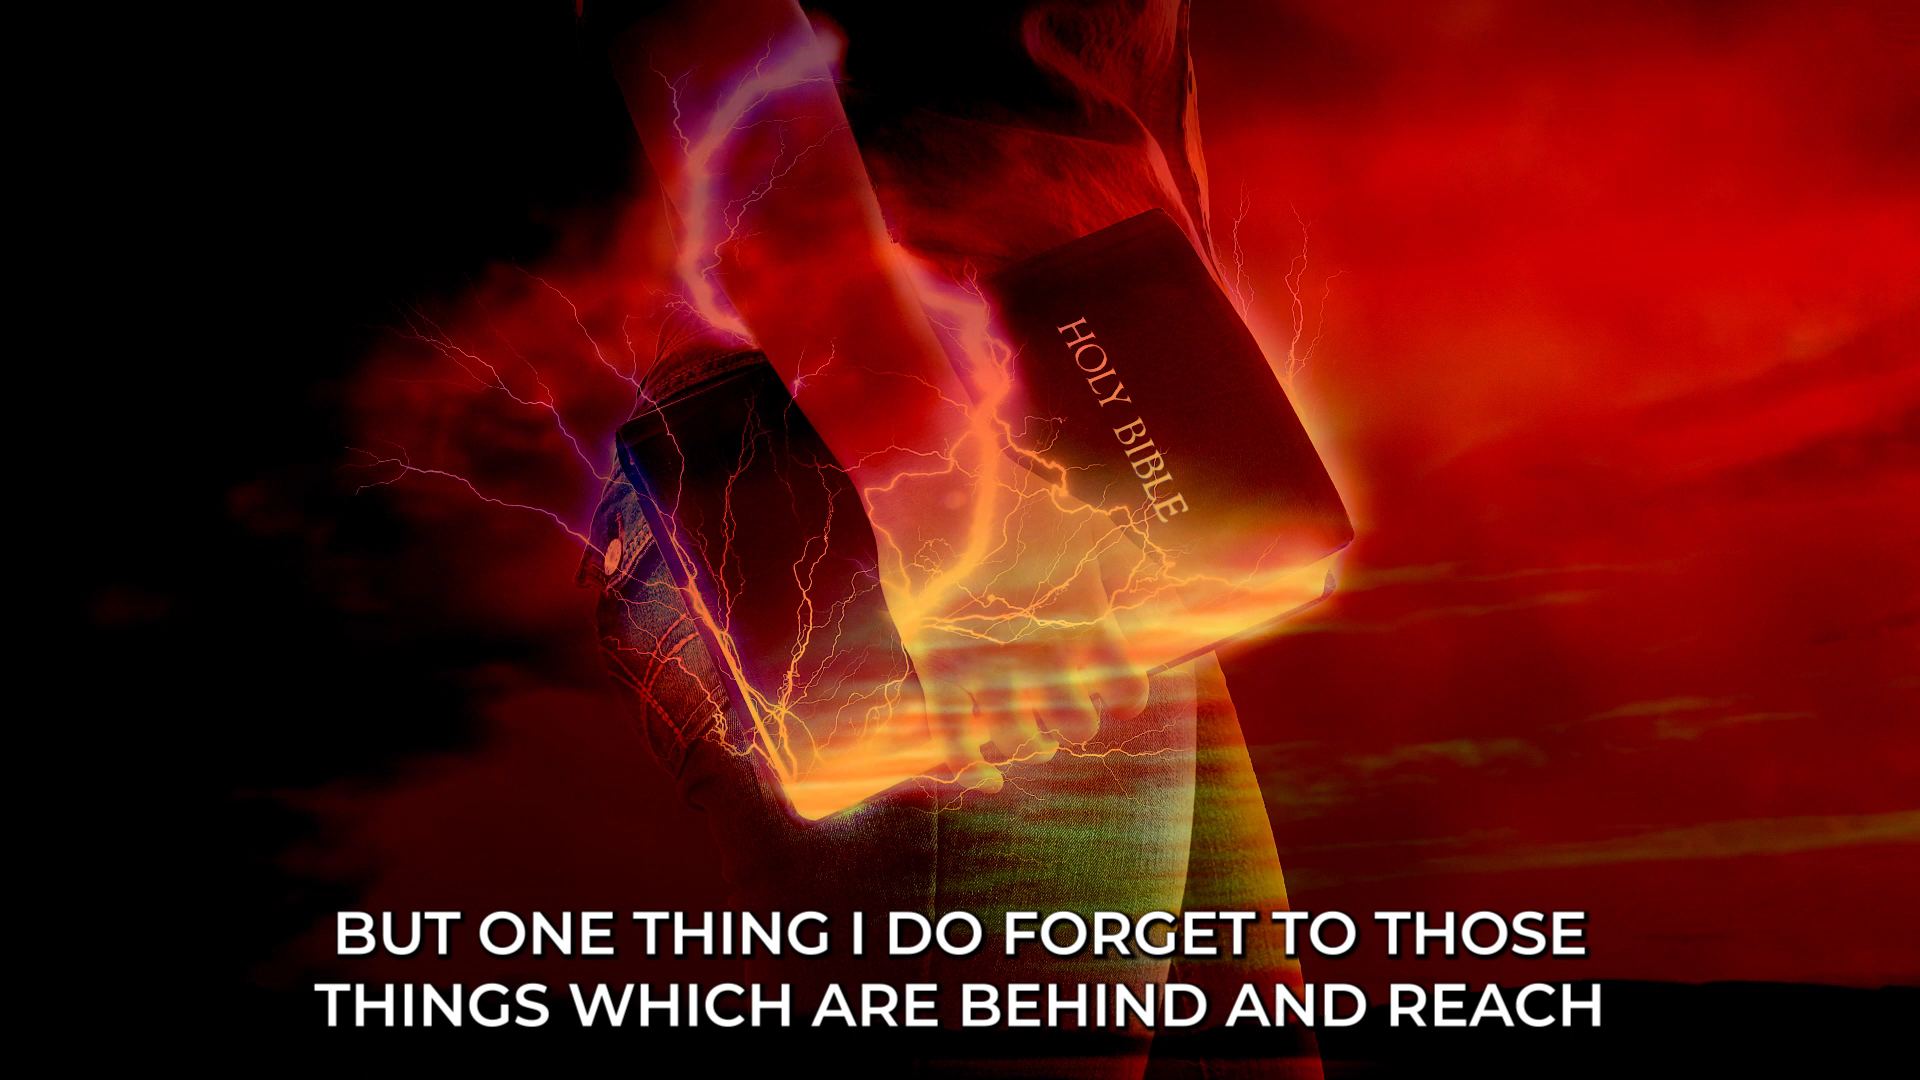 HOLY BIBLE
BUT ONE THING I DO FORGET TO THOSE
THINGS WHICH ARE BEHIND AND REACH